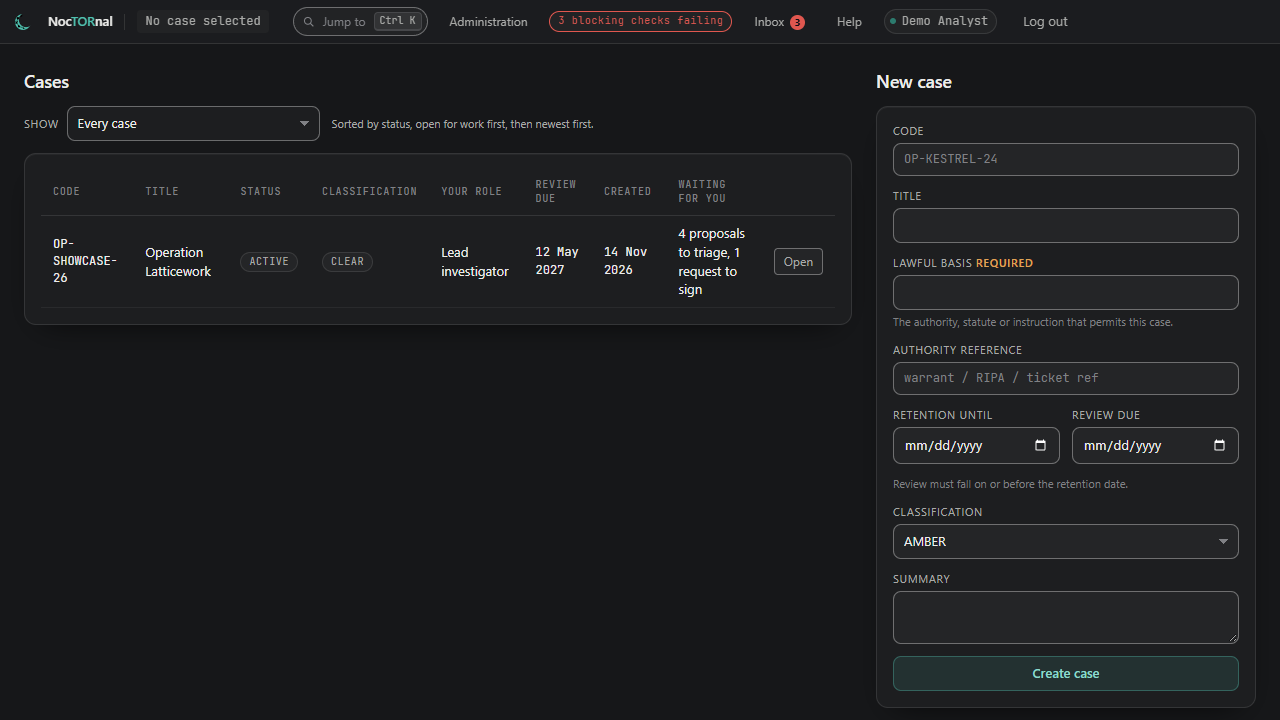 NocTORnal
No case selected
Jump to Ctrl K
Administration
3 blocking checks failing
Inbox 3
Help
Demo Analyst
Log out
Cases
SHOW
Every case
Sorted by status, open for work first, then newest first.
CODE
TITLE
STATUS
CLASSIFICATION
YOUR ROLE
REVIEW
DUE
CREATED
WAITING
FOR YOU
OP-
SHOWCASE-
26
Operation
Latticework
ACTIVE
CLEAR
Lead
investigator
12 May
2027
14 Nov
2026
4 proposals
to triage, 1
request to
sign
Open
New case
CODE
OP-KESTREL-24
TITLE
LAWFUL BASIS REQUIRED
The authority, statute or instruction that permits this case.
AUTHORITY REFERENCE
warrant / RIPA / ticket ref
RETENTION UNTIL
REVIEW DUE
mm/dd/yyyy
mm/dd/yyyy
Review must fall on or before the retention date.
CLASSIFICATION
AMBER
SUMMARY
Create case